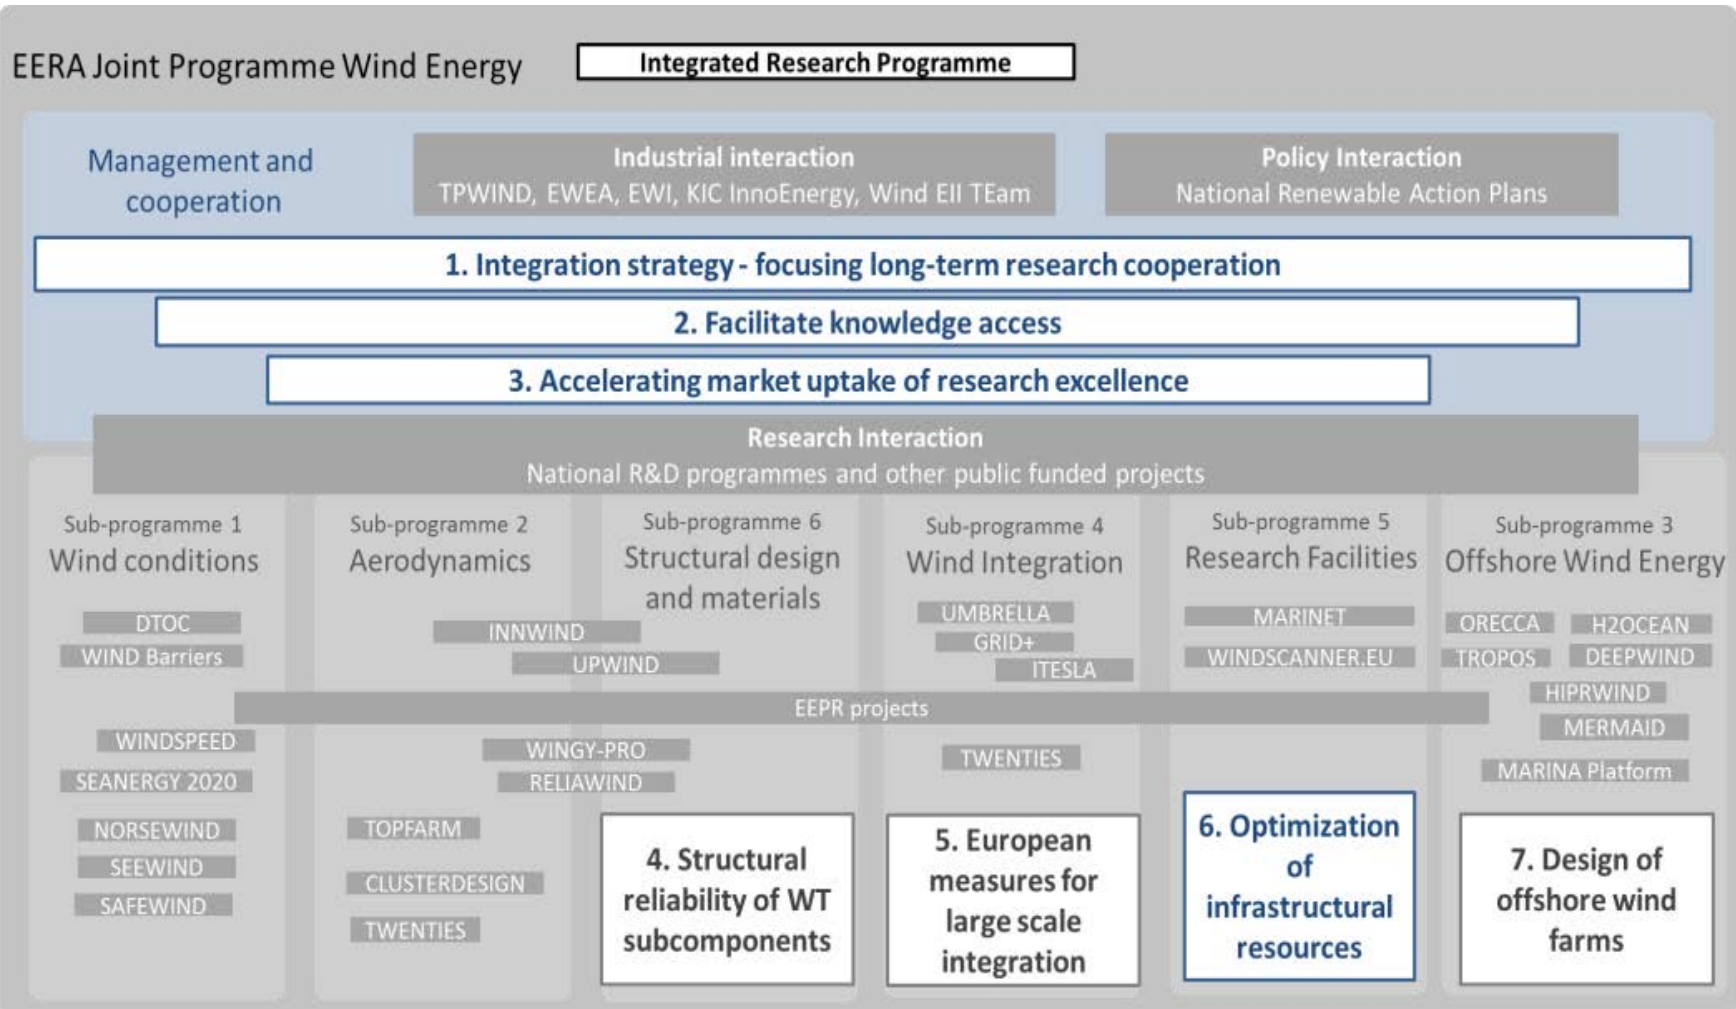 EERA Joint Programme Wind Energy
Integrated Research Programme
Management and
cooperation
Industrial interaction
TPWIND, EWEA, EWI, KIC InnoEnergy, Wind EII TEam
Policy Interaction
National Renewable Action Plans
1. Integration strategy - focusing long-term research cooperation
2. Facilitate knowledge access
3. Accelerating market uptake of research excellence
Research Interaction
National R&D programmes and other public funded projects
Sub-programme 1
Wind conditions
DTOC
WIND Barriers
WINDSPEED
SEANERGY 2020
NORSEWIND
SEEWIND
SAFEWIND
Sub-programme 2
Aerodynamics
INNWIND
UPWIND
EEPR projects
WINGY-PRO
RELIAWIND
TOPFARM
CLUSTERDESIGN
TWENTIES
Sub-programme 6
Structural design
and materials
4. Structural
reliability of WT
subcomponents
Sub-programme 4
Wind Integration
UMBRELLA
GRID+
ITESLA
TWENTIES
5. European
measures for
large scale
integration
Sub-programme 5
Research Facilities
MARINET
WINDSCANNER.EU
6. Optimization
of
infrastructural
resources
Sub-programme 3
Offshore Wind Energy
ORECCA
H2OCEAN
TROPOS
DEEPWIND
HIPRWIND
MERMAID
MARINA Platform
7. Design of
offshore wind
farms